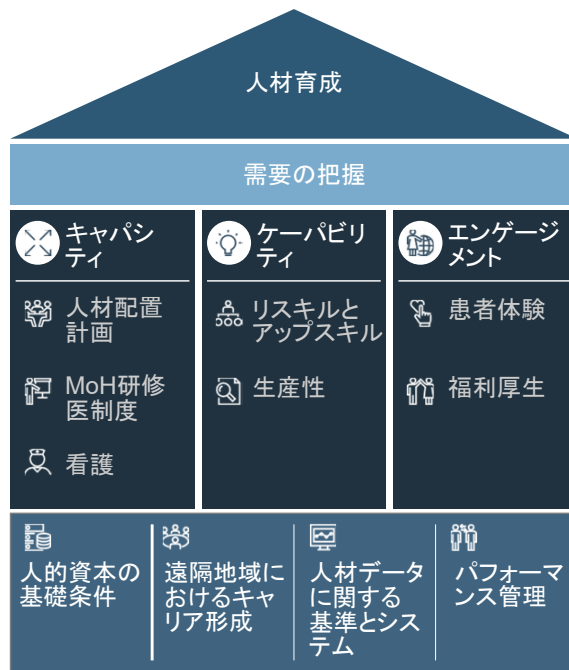 人材育成
需要の把握
キャパシ
ティ
人材配置
計画
MoH研修
医制度
看護
ケーパビリ
ティ
リスキルと
アップスキル
生産性
エンゲージ
メント
患者体験
福利厚生
人的資本の
基礎条件
遠隔地域に
おけるキャ
リア形成
人材データ
に関する
基準とシス
テム
パフォーマ
ンス管理